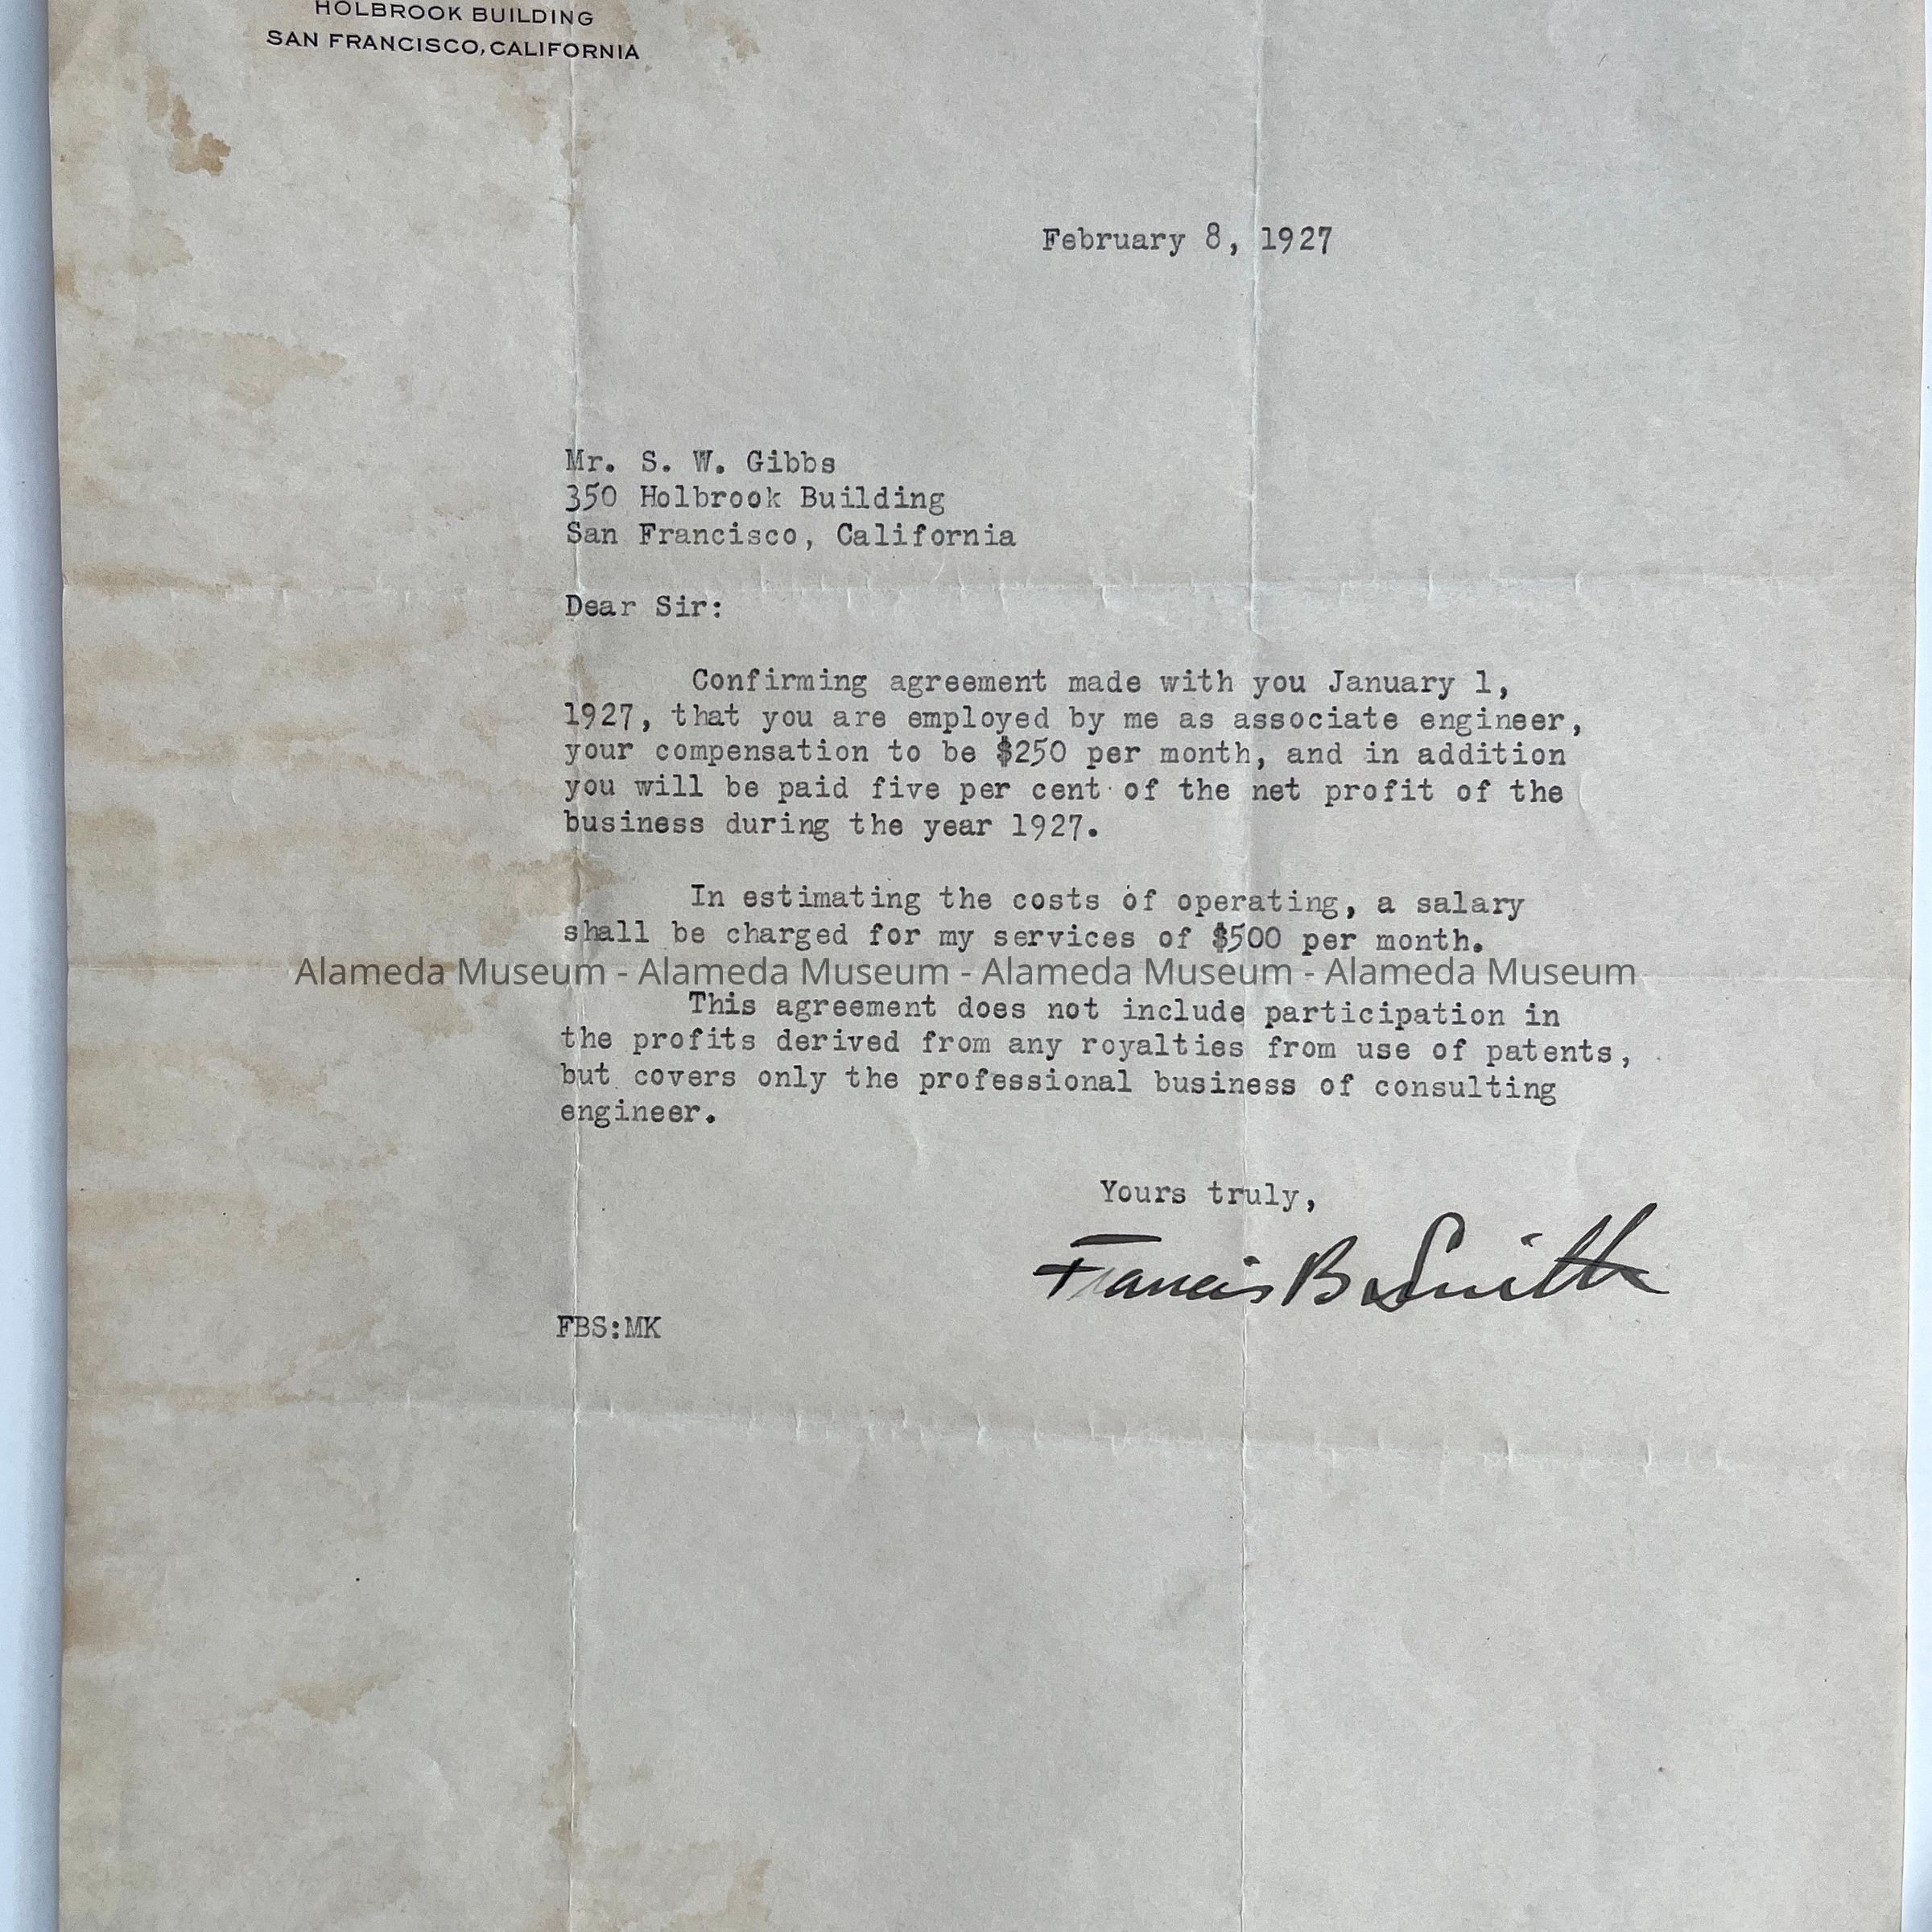 HOLBROOK BUILDING
SAN FRANCISCO, CALIFORNIA
February 8, 1927
Mr. S. W. Gibbs
350 Holbrook Building
San Francisco, California
Dear Sir:
Confirming agreement made with you January 1,
1927, that you are employed by me as associate engineer,
your compensation to be $250 per month, and in addition
you will be paid five per cent of the net profit of the
business during the year 1927.
In estimating the costs of operating, a salary
shall be charged for my services of $500 per month.
Alameda Museum - Alameda Museum - Alameda Museum - Alameda Museum
This agreement does not include participation in
the profits derived from any royalties from use of patents,
but covers only the professional business of consulting
engineer.
Yours truly,
Francis B Smith
FBS:MK